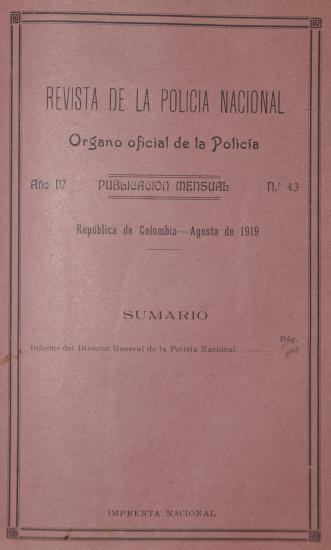 REVISTA DE LA POLICIA NACIONAL
Organo oficial de la Policía
Año IV PUBLICACION MENSUAL N.° 43
República de Colombia—Agosto de 1919
SUMARIO
Pág.
Informe del Director General de la Policía Nacional.......... 65
IMPRENTA NACIONAL